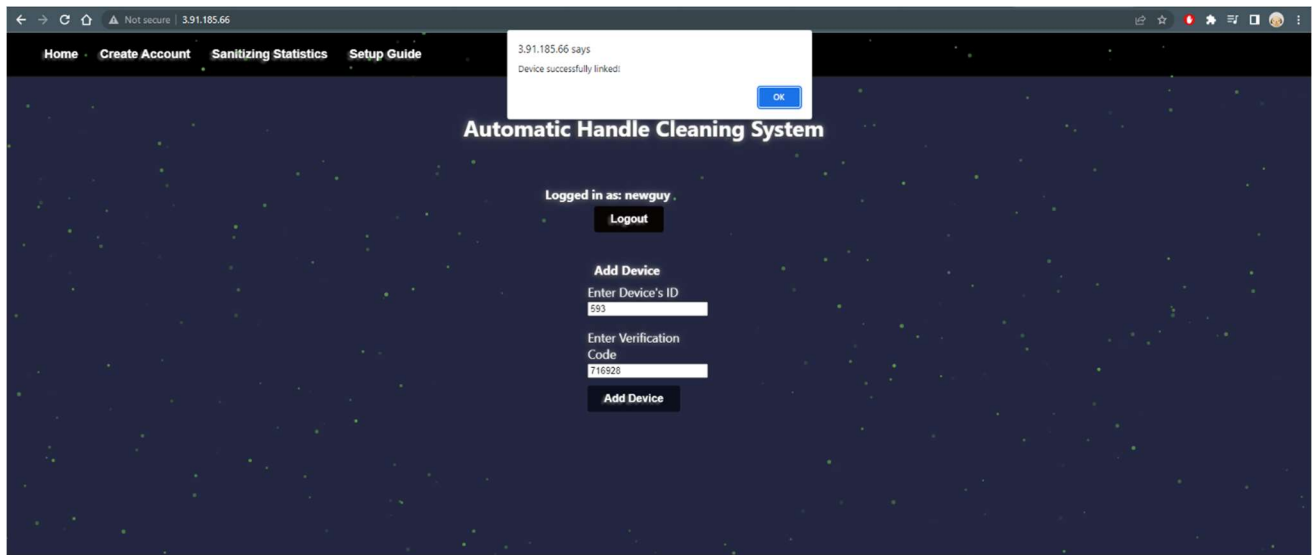 Not secure | 3.91.185.66
Home Create Account Sanitizing Statistics Setup Guide
3.91.185.66 says
Device successfully linked!
OK
Automatic Handle Cleaning System
Logged in as: newguy
Logout
Add Device
Enter Device's ID
593
Enter Verification
Code
716928
Add Device